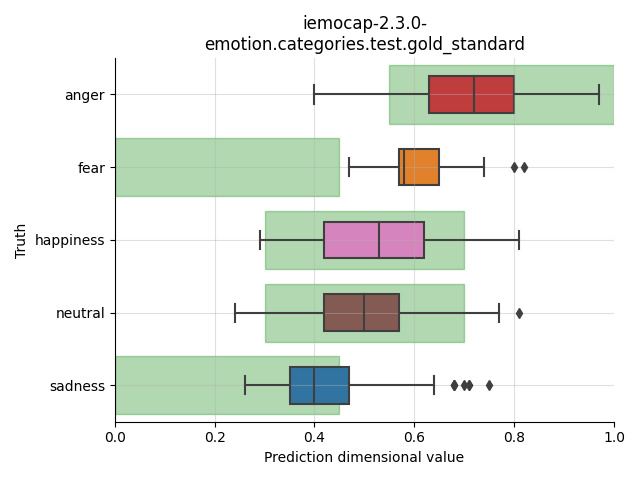 iemocap-2.3.0-
emotion.categories.test.gold_standard
anger
fear
happiness
neutral
sadness
Truth
0.0 0.2 0.4 0.6 0.8 1.0
Prediction dimensional value